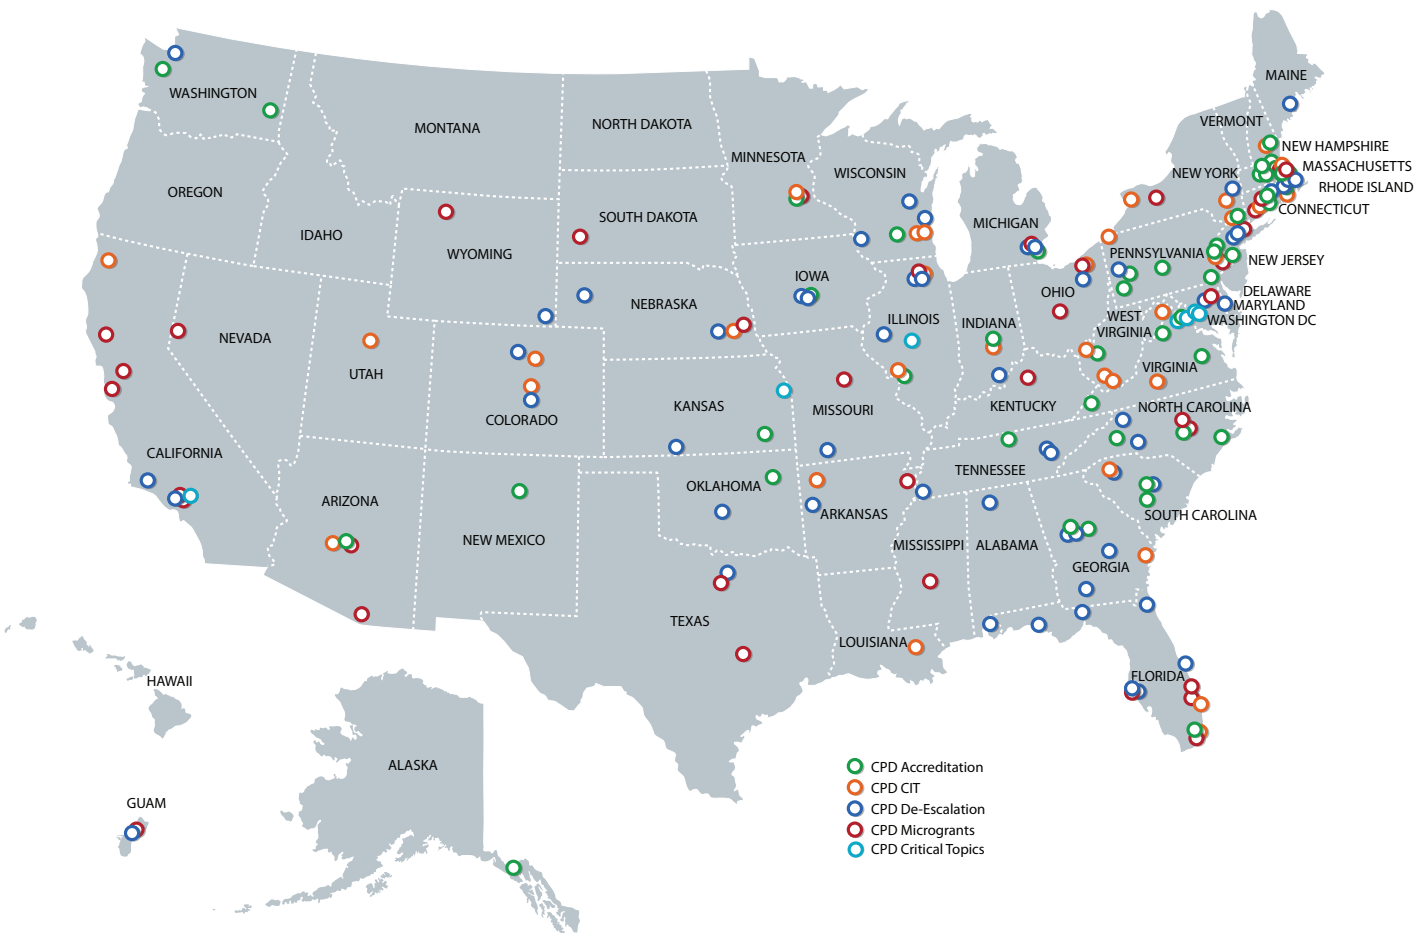 MAINE
WASHINGTON
VERMONT
MONTANA
NORTH DAKOTA
NEW HAMPSHIRE
MINNESOTA
MASSACHUSETTS
WISCONSIN
NEW YORK
RHODE ISLAND
OREGON
CONNECTICUT
SOUTH DAKOTA
MICHIGAN
IDAHO
WYOMING
PENNSYLVANIA
NEW JERSEY
IOWA
OHIO
DELAWARE
NEBRASKA
MARYLAND
ILLINOIS
INDIANA
WEST
VIRGINIA
WASHINGTON DC
NEVADA
UTAH
VIRGINIA
KANSAS
MISSOURI
KENTUCKY
NORTH CAROLINA
COLORADO
CALIFORNIA
TENNESSEE
OKLAHOMA
ARIZONA
ARKANSAS
SOUTH CAROLINA
NEW MEXICO
MISSISSIPPI
ALABAMA
GEORGIA
TEXAS
LOUISIANA
FLORIDA
HAWAII
ALASKA
GUAM
CPD Accreditation
CPD CIT
CPD De-Escalation
CPD Microgrants
CPD Critical Topics